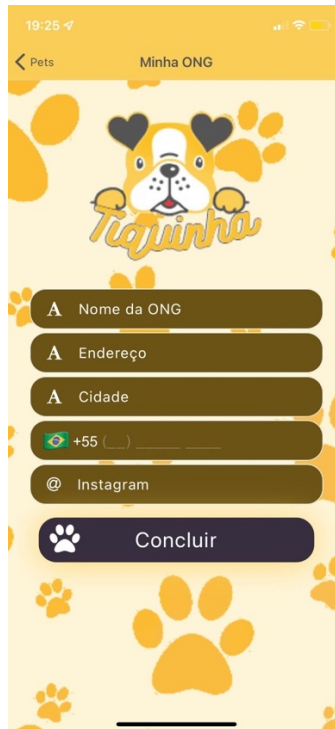 19:25
Pets
Minha ONG
Tiquinha
A Nome da ONG
A Endereço
A Cidade
+55 (__) _____ ____
@ Instagram
Concluir